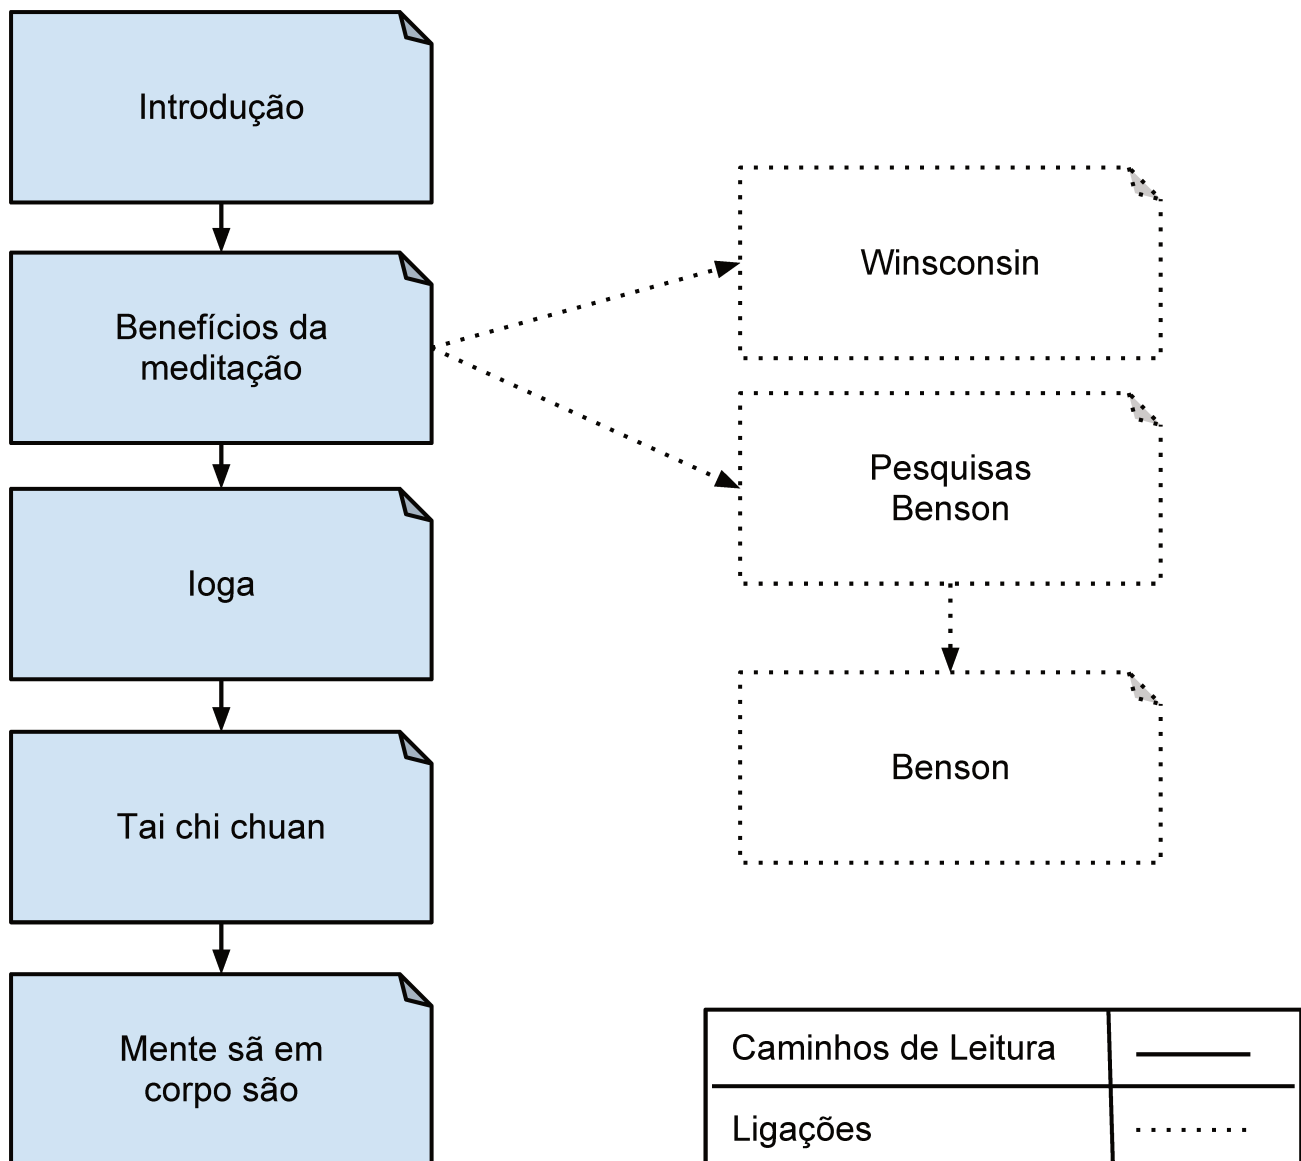 Introdução
Benefícios da
meditação
Ioga
Tai chi chuan
Mente sã em
corpo são
Winsconsin
Pesquisas
Benson
Benson
Caminhos de Leitura
Ligações